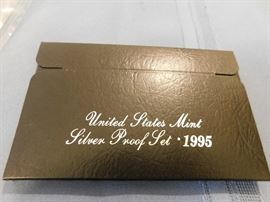 United States Mint
Silver Proof Set · 1995